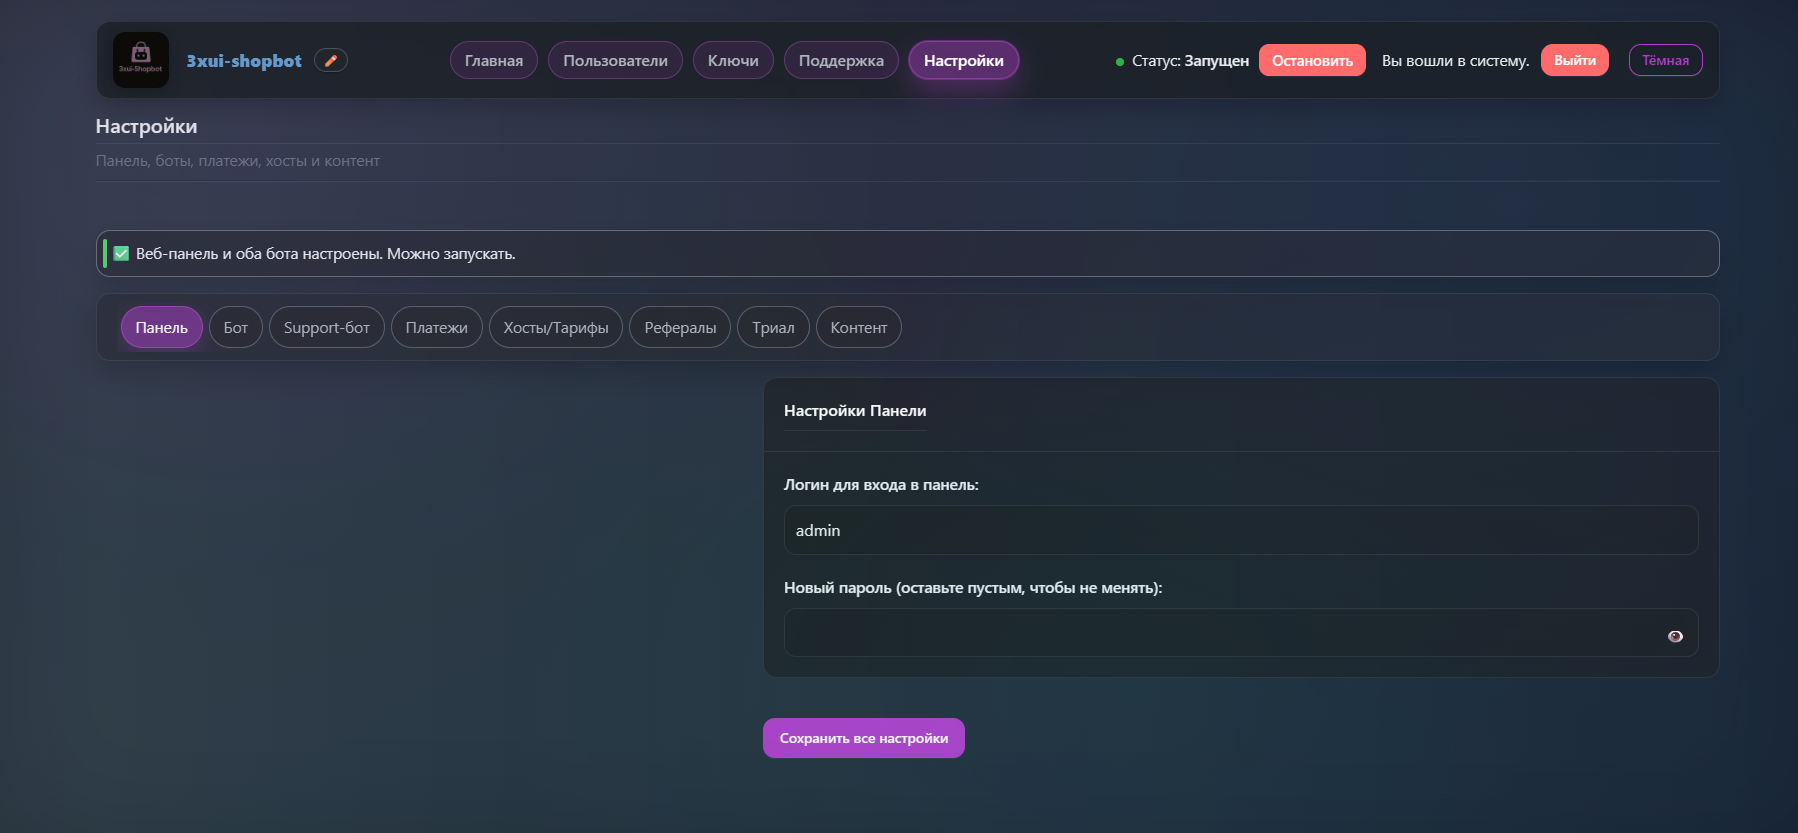 3xui-Shopbot
3xui-shopbot
Главная
Пользователи
Ключи
Поддержка
Настройки
Статус: Запущен
Остановить
Вы вошли в систему.
Выйти
Тёмная
Настройки
Панель, боты, платежи, хосты и контент
Веб-панель и оба бота настроены. Можно запускать.
Панель
Бот
Support-бот
Платежи
Хосты/Тарифы
Рефералы
Триал
Контент
Настройки Панели
Логин для входа в панель:
admin
Новый пароль (оставьте пустым, чтобы не менять):
Сохранить все настройки